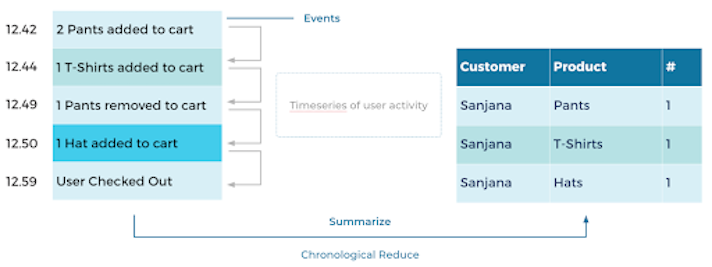 12.42 2 Pants added to cart
Events
12.44 1 T-Shirts added to cart
12.49 1 Pants removed to cart
12.50 1 Hat added to cart
12.59 User Checked Out
Timeseries of user activity
Customer Product #
Sanjana Pants 1
Sanjana T-Shirts 1
Sanjana Hats 1
Summarize
Chronological Reduce